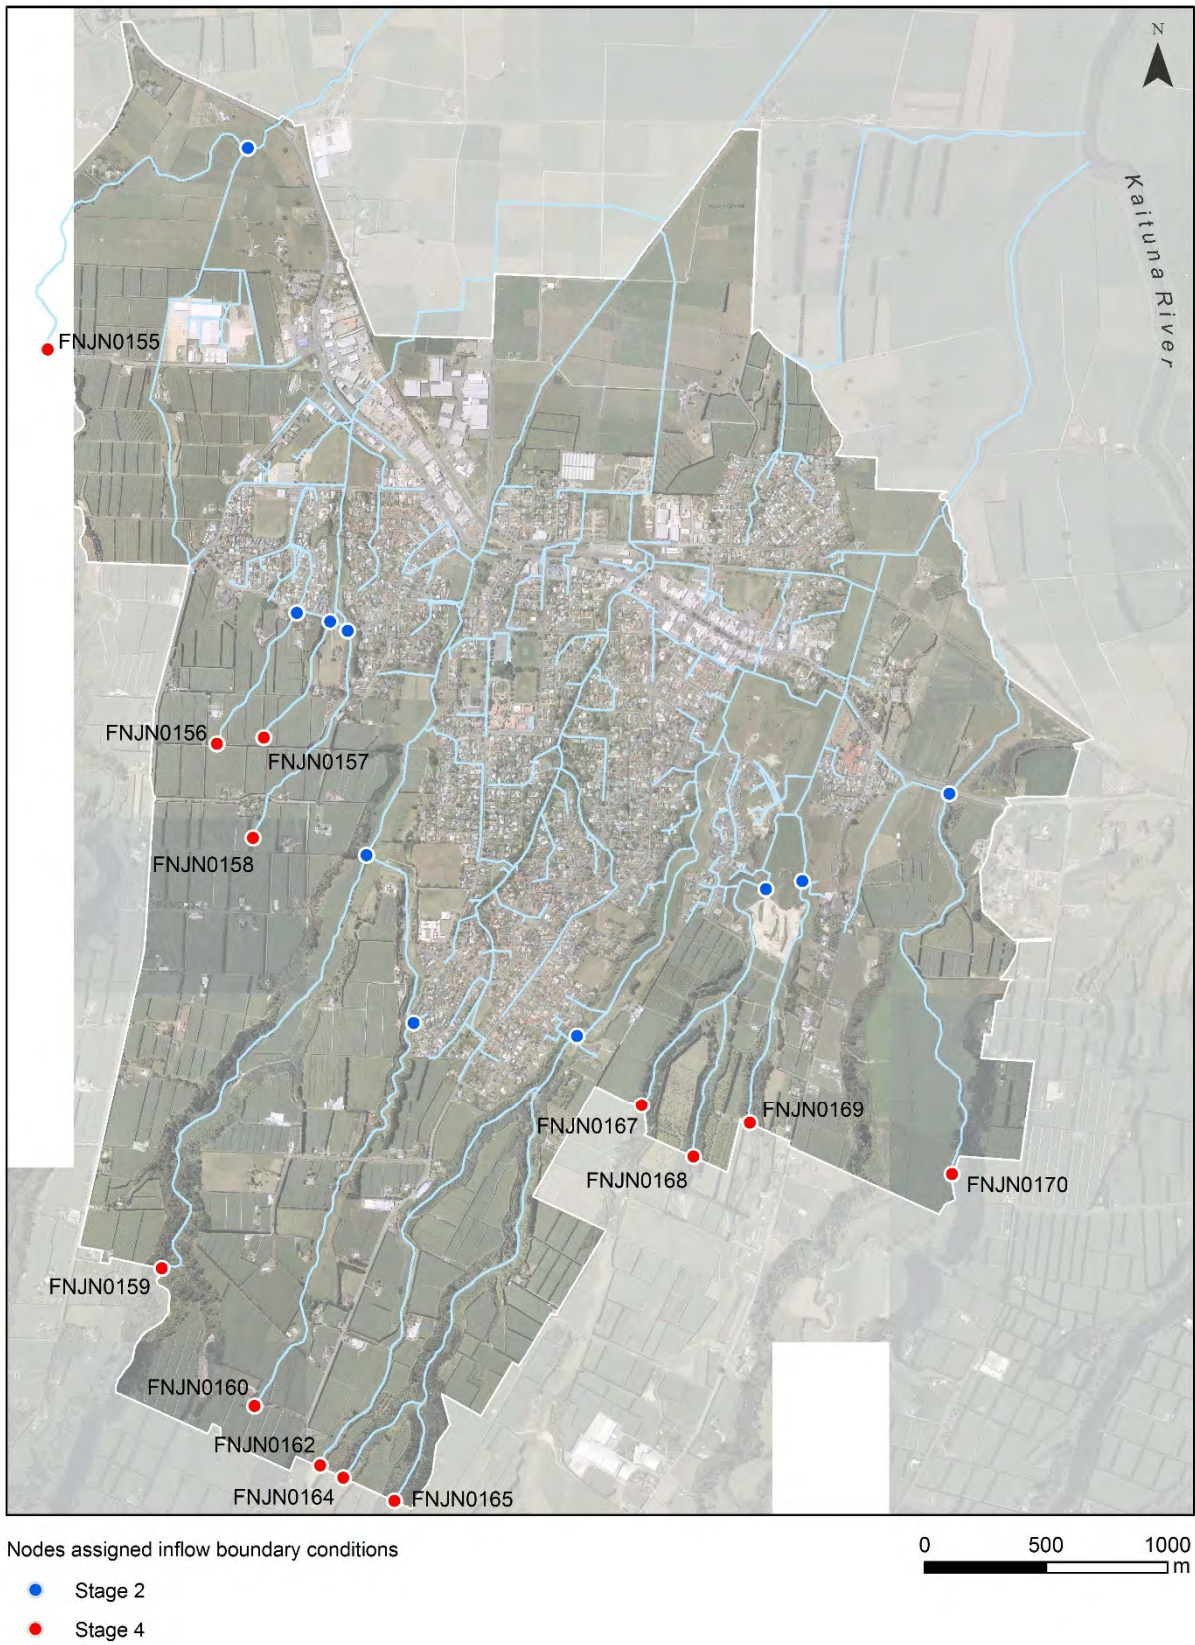 N
Kaituna River
FNJN0155
FNJN0156
FNJN0157
FNJN0158
FNJN0167
FNJN0169
FNJN0168
FNJN0170
FNJN0159
FNJN0160
FNJN0162
FNJN0164
FNJN0165
Nodes assigned inflow boundary conditions
0 500 1000
m
Stage 2
Stage 4